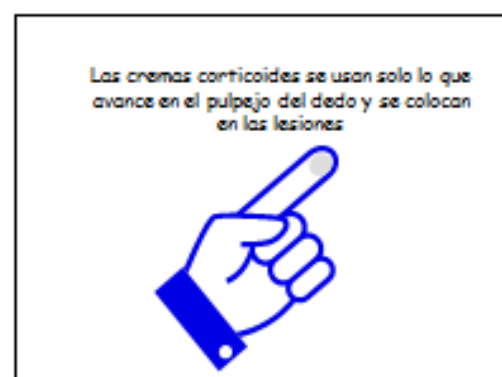 Las cremas corticoides se usan solo lo que
avance en el pulpejo del dedo y se colocan
en las lesiones